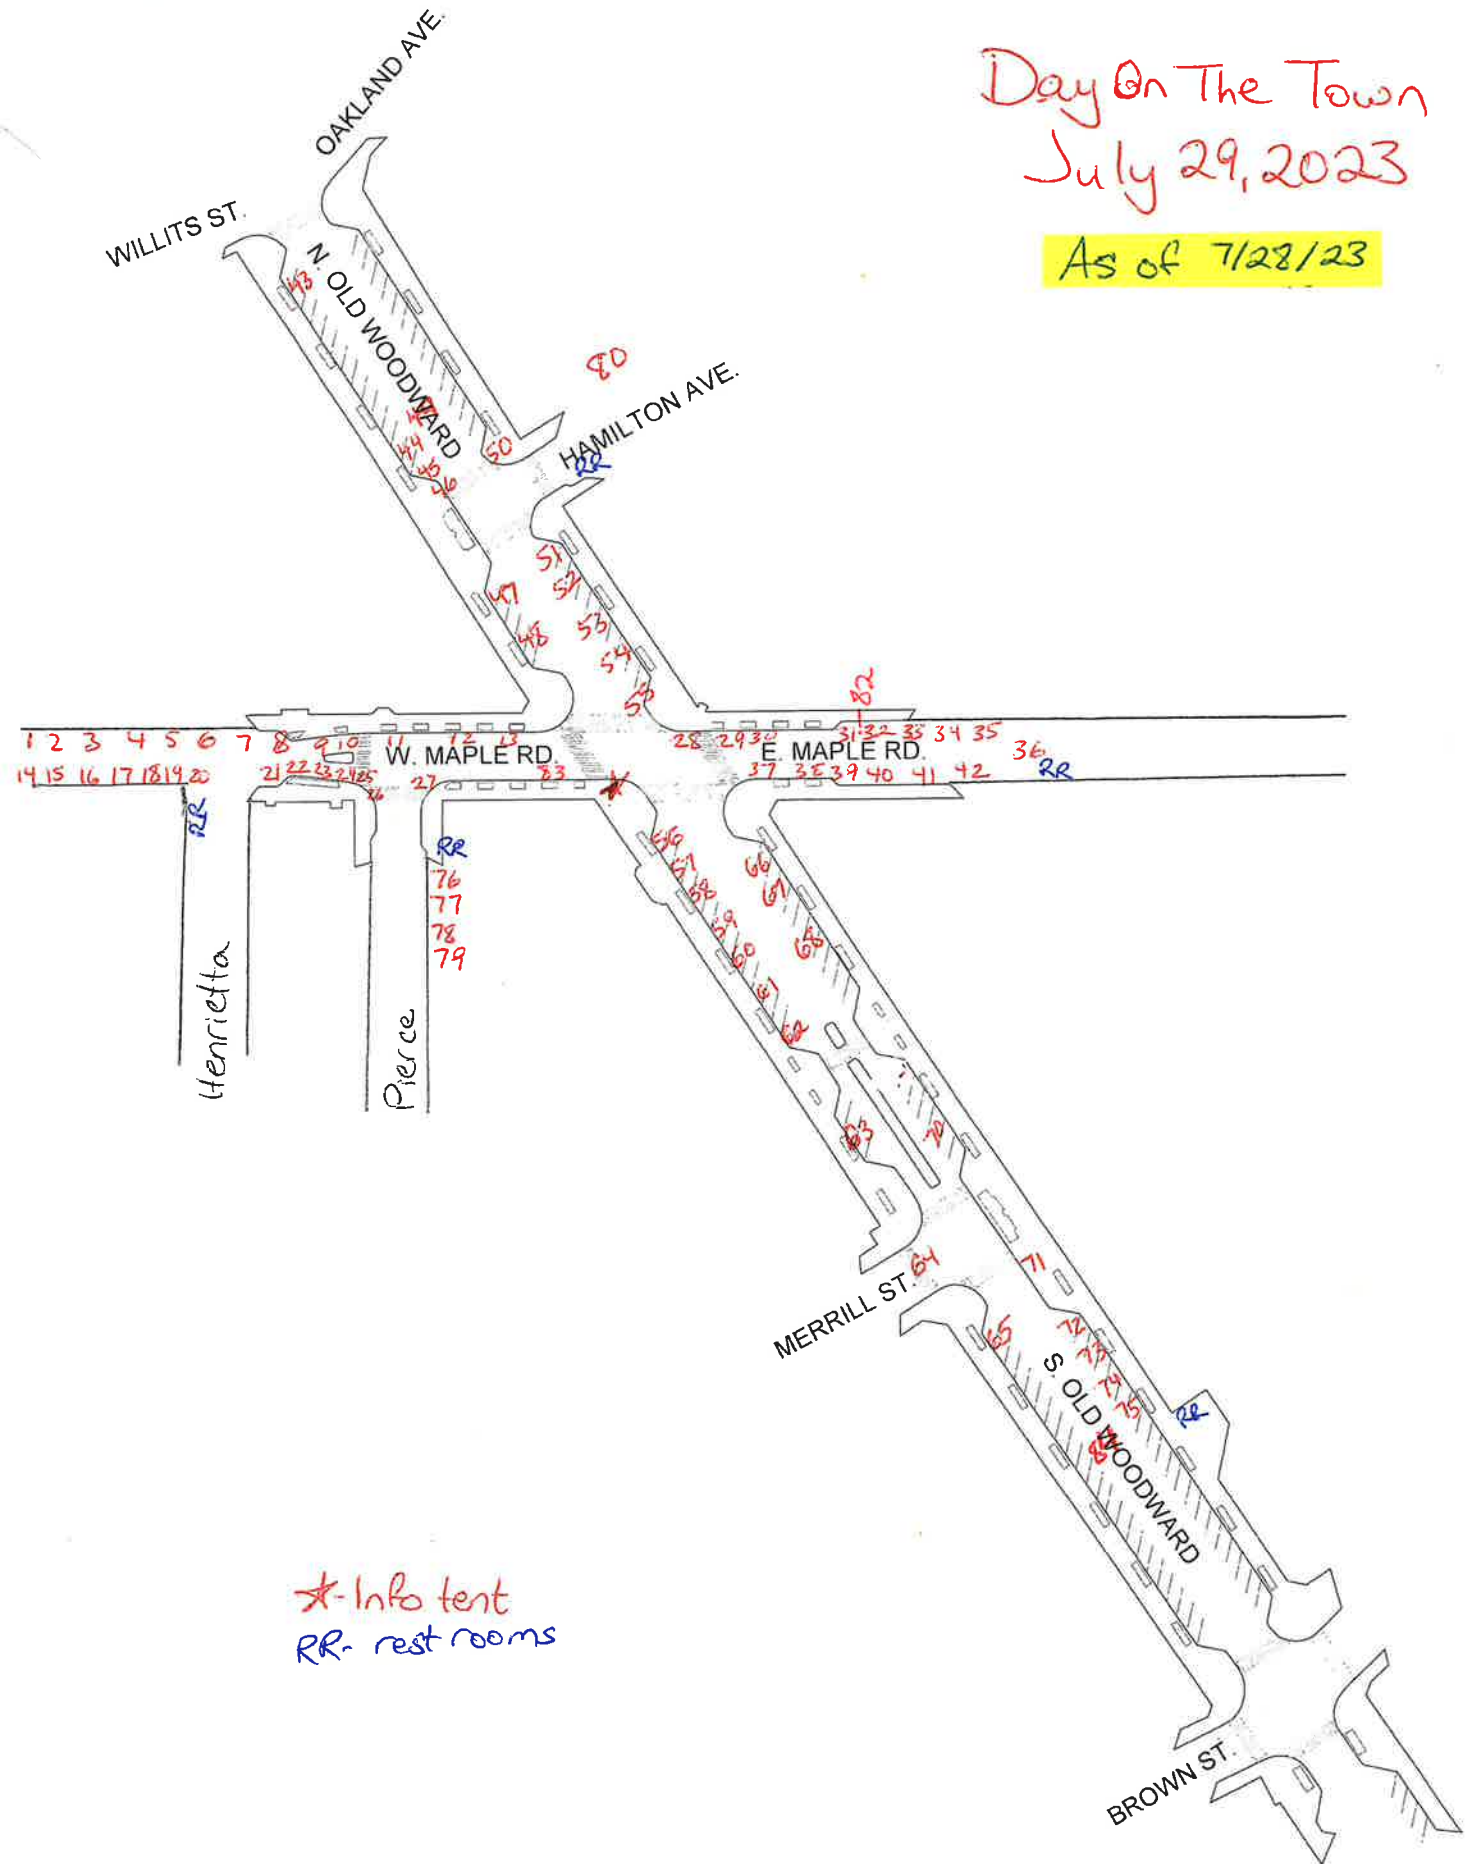 Day On The Town
July 29, 2023
As of 7/28/23
OAKLAND AVE.
WILLITS ST.
N. OLD WOODWARD
43
80
HAMILTON AVE.
RR
44
45
46
50
51
52
53
54
55
47
48
82
1 2 3 4 5 6 7 8 9 10 11 12 13
28 29 30 31 32 33 34 35
W. MAPLE RD.
E. MAPLE RD.
36
RR
14 15 16 17 18 19 20 21 22 23 24 25
26
27 83
37 38 39 40 41 42
RR
RR
76
77
78
79
Henrietta
Pierce
56
57
58
59
60
61
62
63
66
67
68
70
64
71
MERRILL ST.
65
72
73
74
75
S. OLD WOODWARD
RR
★-Info tent
RR- rest rooms
BROWN ST.